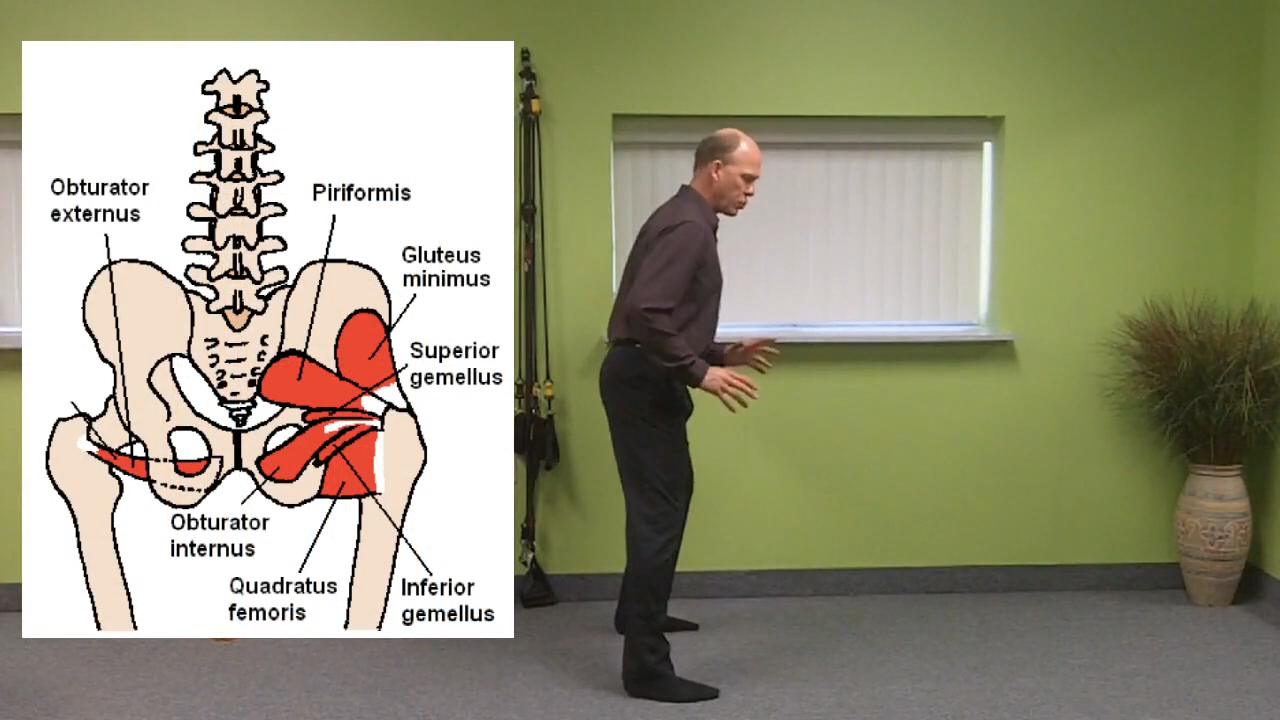 Obturator
externus
Piriformis
Gluteus
minimus
Superior
gemellus
Obturator
internus
Quadratus
femoris
Inferior
gemellus